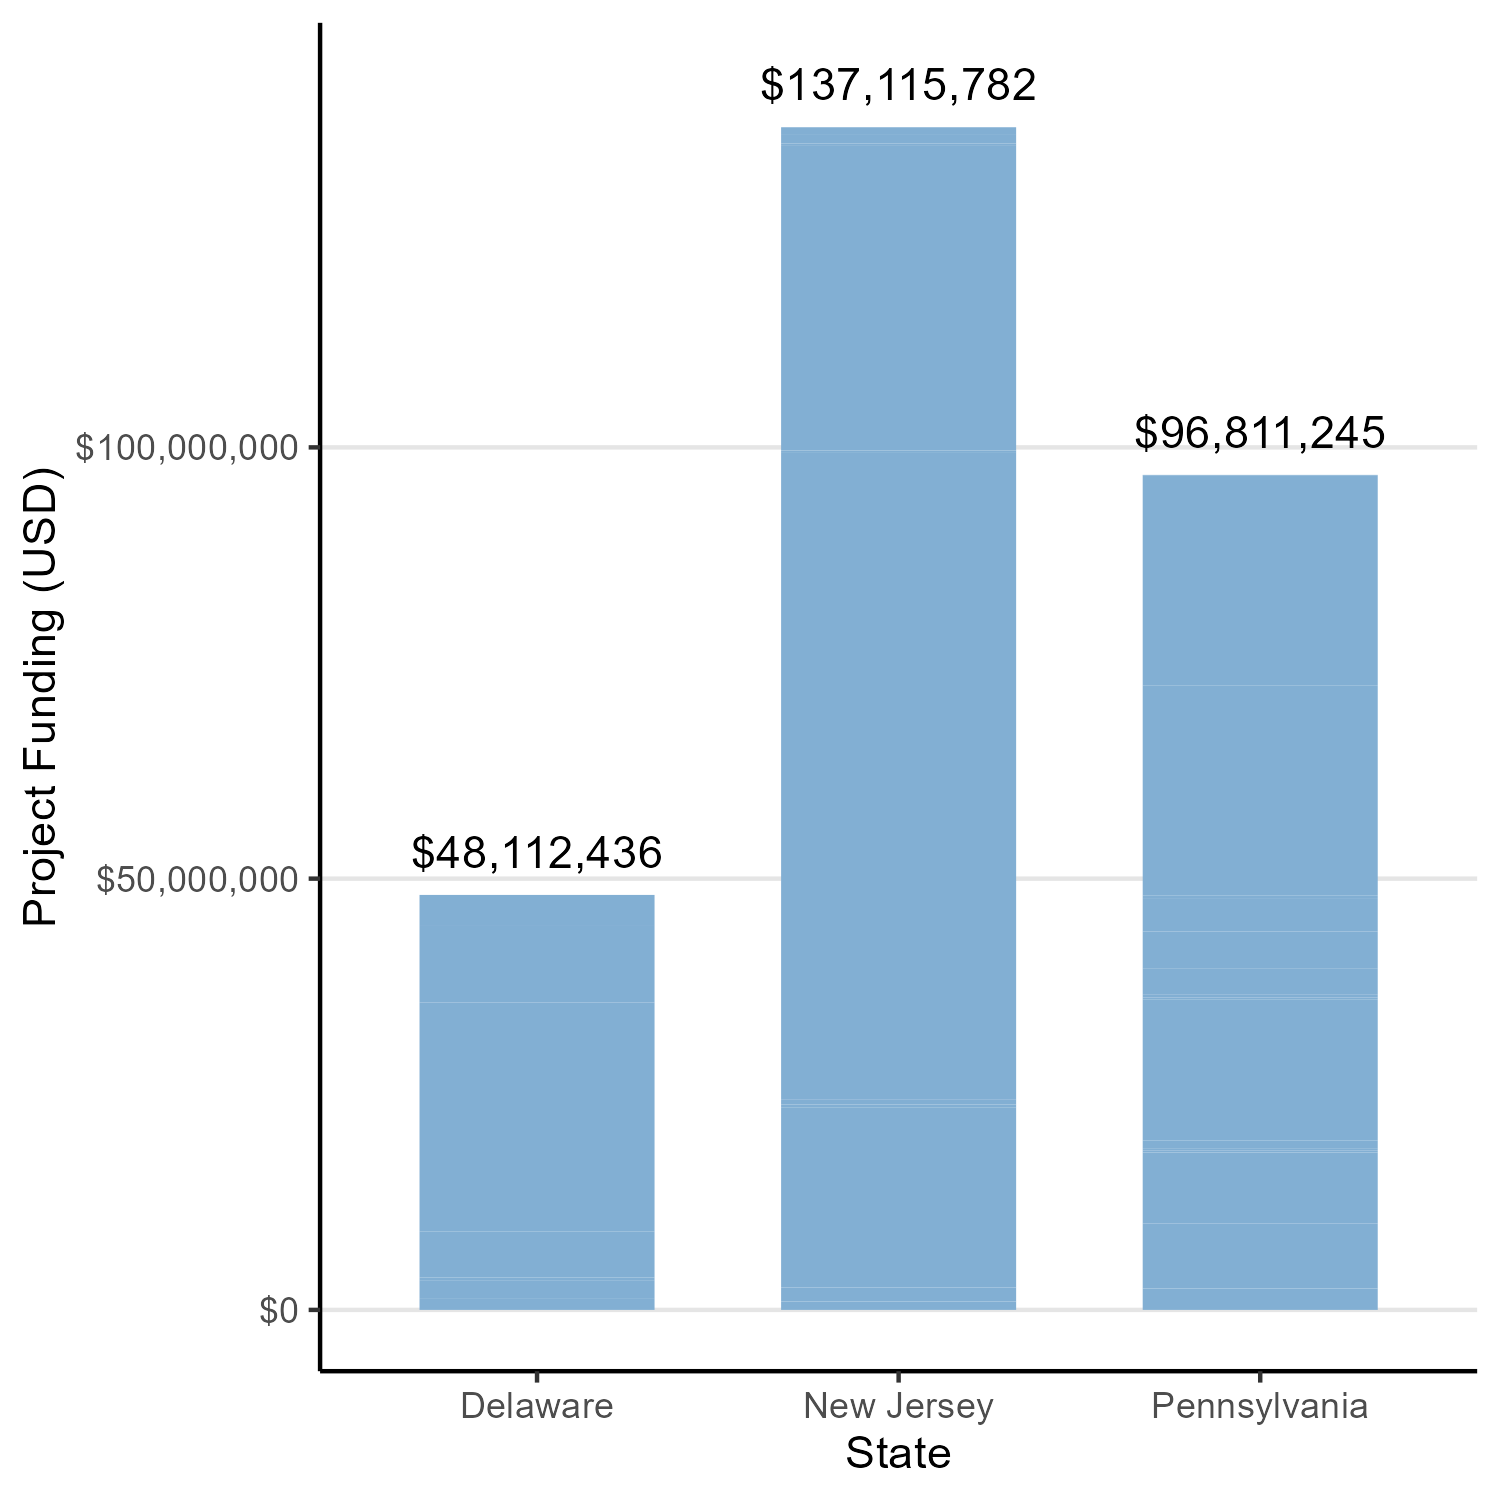 $137,115,782
$96,811,245
$48,112,436
Project Funding (USD)
$100,000,000
$50,000,000
$0
Delaware
New Jersey
Pennsylvania
State